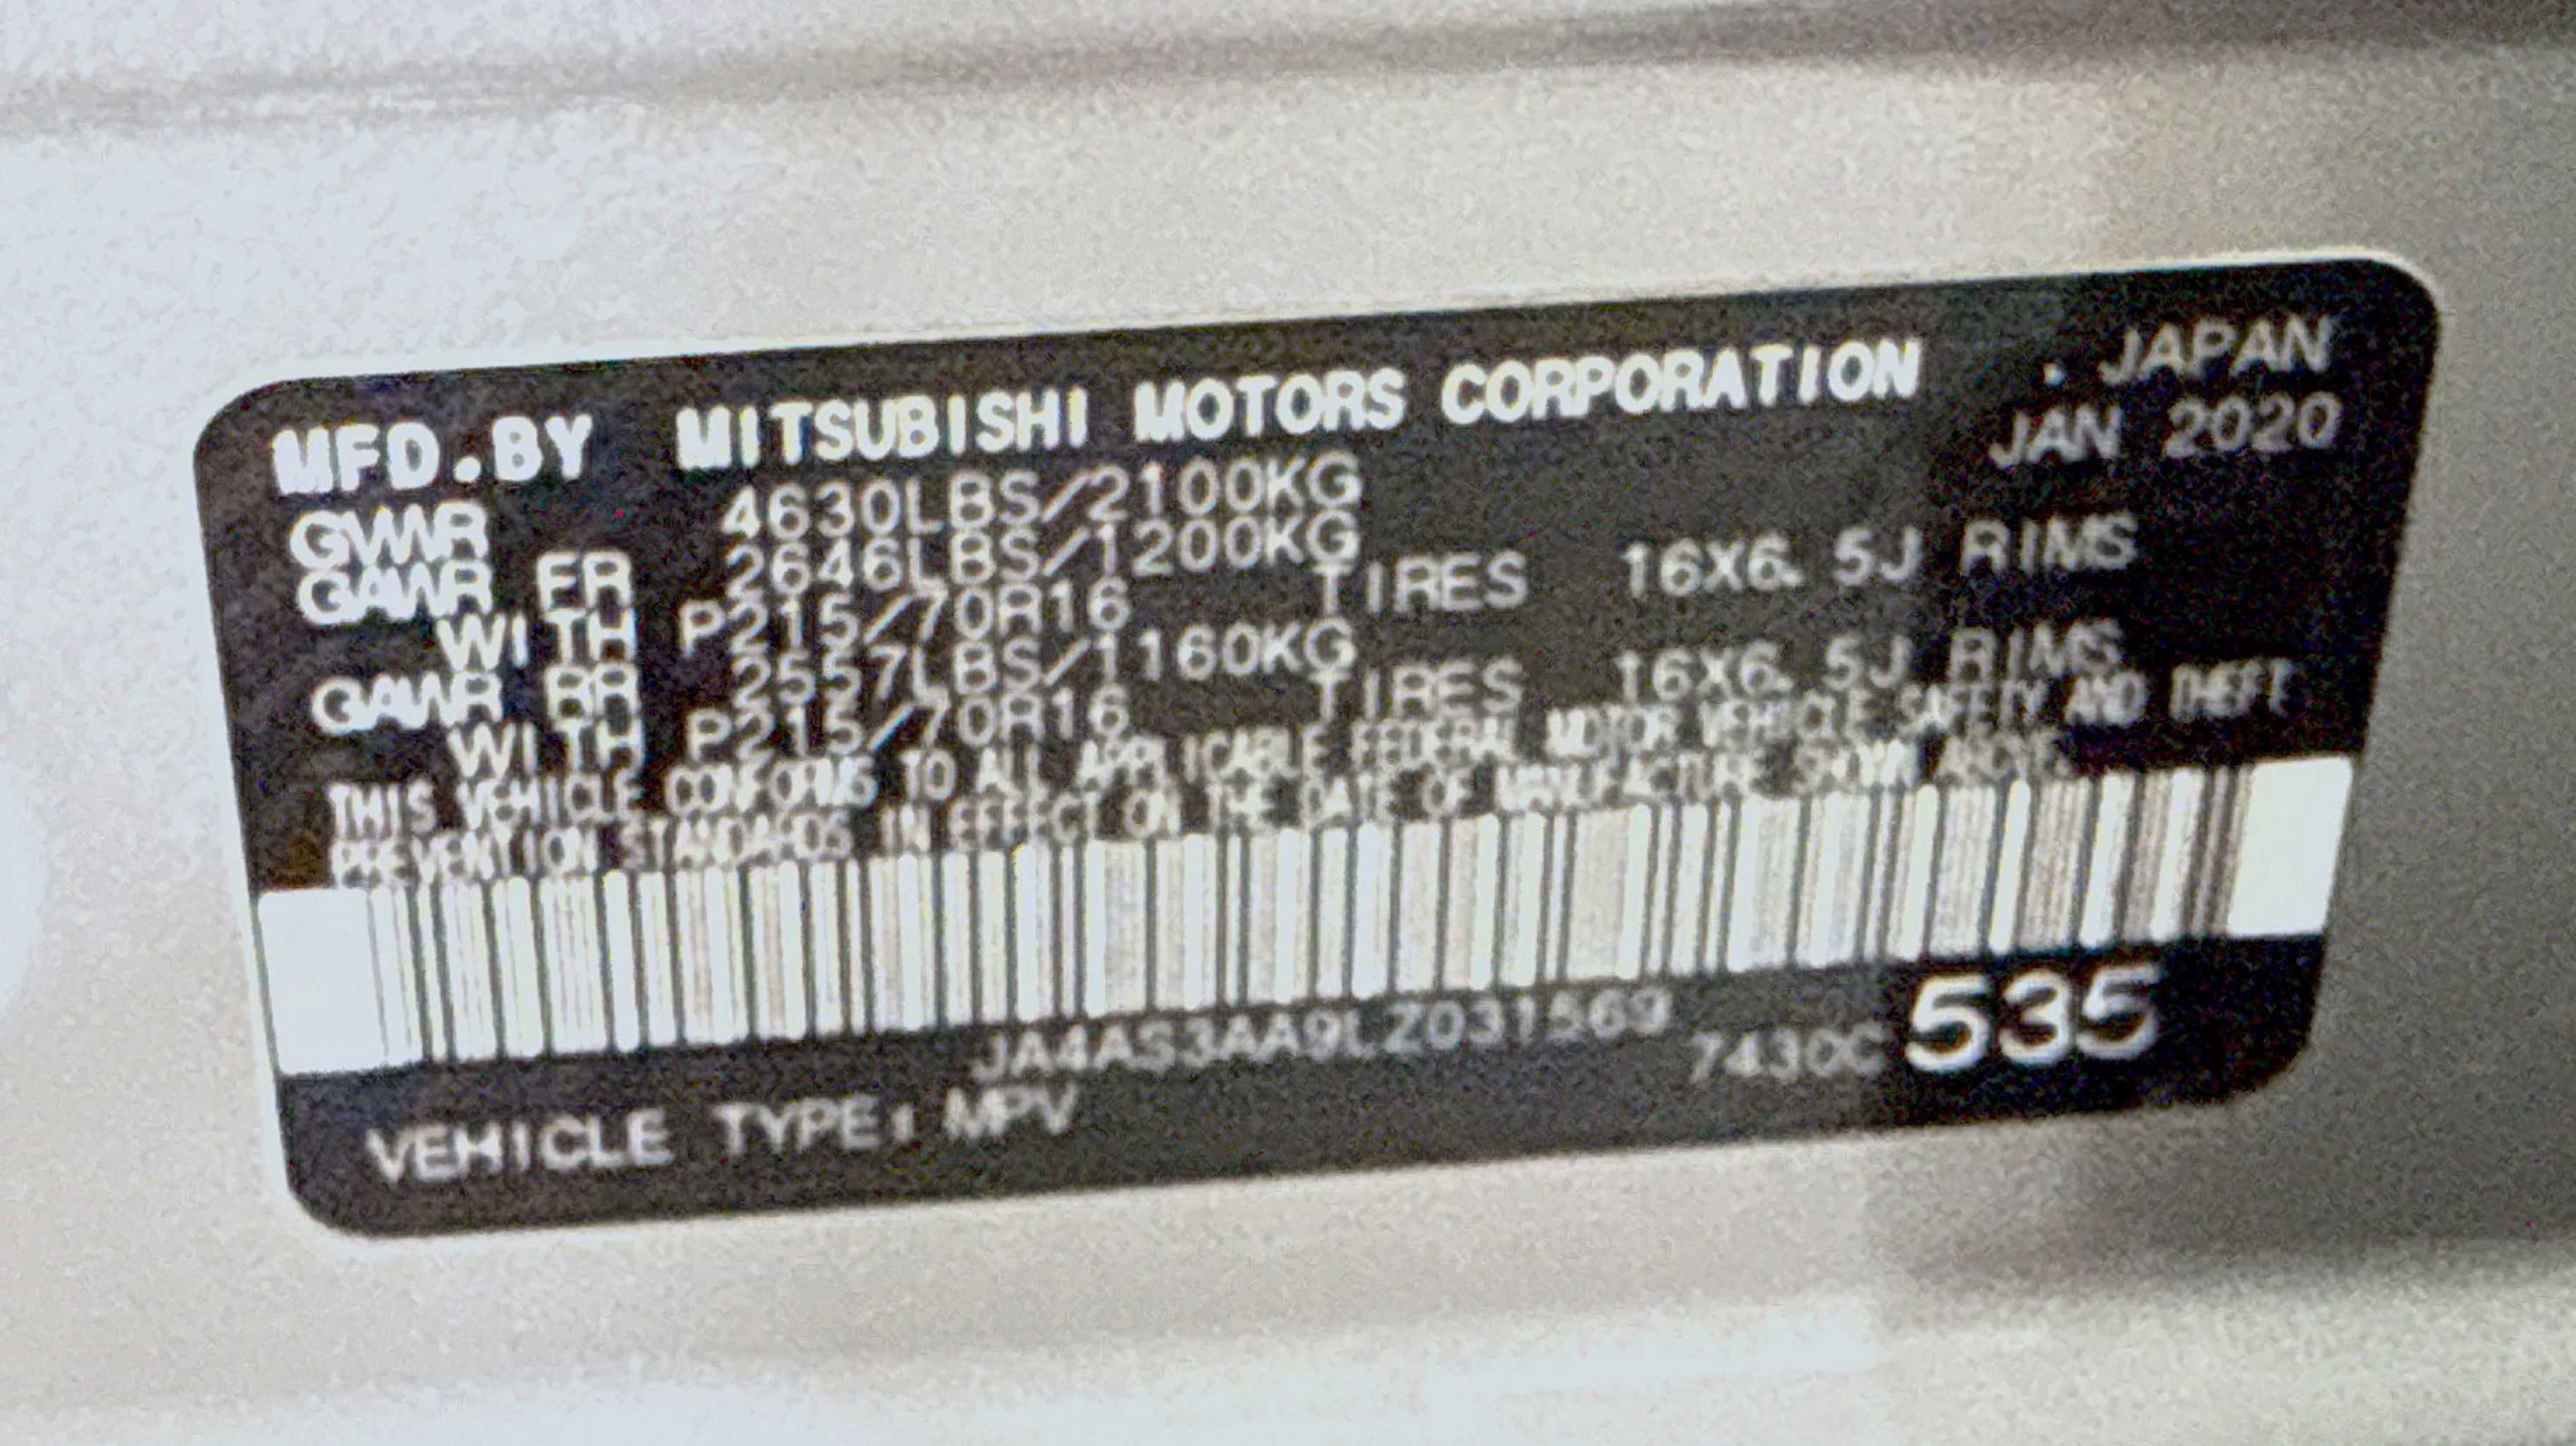 MFD.BY MITSUBISHI MOTORS CORPORATION . JAPAN
JAN 2020
GVWR 4630LBS/2100KG
GAWR FR 2646LBS/1200KG
WITH P215/70R16 TIRES 16X6.5J RIMS
GAWR RR 2557LBS/1160KG
WITH P215/70R16 TIRES 16X6.5J RIMS
THIS VEHICLE CONFORMS TO ALL APPLICABLE FEDERAL MOTOR VEHICLE SAFETY AND THEFT
PREVENTION STANDARDS IN EFFECT ON THE DATE OF MANUFACTURE SHOWN ABOVE.
JA4AS3AA9LZ031569
7430C 535
VEHICLE TYPE: MPV